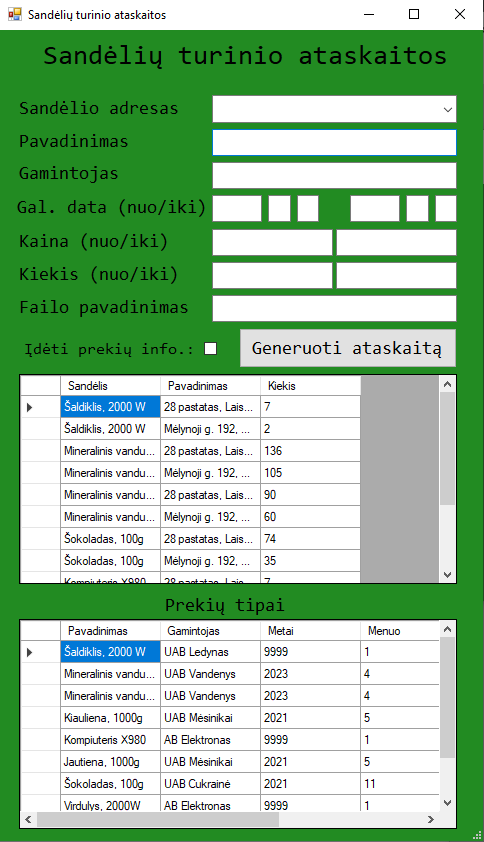 Sandėlių turinio ataskaitos
Sandėlių turinio ataskaitos
Sandėlio adresas
Pavadinimas
Gamintojas
Gal. data (nuo/iki)
Kaina (nuo/iki)
Kiekis (nuo/iki)
Failo pavadinimas
Įdėti prekių info.: Generuoti ataskaitą
Sandėlis Pavadinimas Kiekis
Šaldiklis, 2000 W 28 pastatas, Lais... 7
Šaldiklis, 2000 W Mėlynoji g. 192, ... 2
Mineralinis vandu... 28 pastatas, Lais... 136
Mineralinis vandu... Mėlynoji g. 192, ... 105
Mineralinis vandu... 28 pastatas, Lais... 90
Mineralinis vandu... Mėlynoji g. 192, ... 60
Šokoladas, 100g 28 pastatas, Lais... 74
Šokoladas, 100g Mėlynoji g. 192, ... 35
Kompiuteris X980 28 pastatas, Lais... 7
Prekių tipai
Pavadinimas Gamintojas Metai Menuo
Šaldiklis, 2000 W UAB Ledynas 9999 1
Mineralinis vandu... UAB Vandenys 2023 4
Mineralinis vandu... UAB Vandenys 2023 4
Kiauliena, 1000g UAB Mėsinikai 2021 5
Kompiuteris X980 AB Elektronas 9999 1
Jautiena, 1000g UAB Mėsinikai 2021 5
Šokoladas, 100g UAB Cukrainė 2021 11
Virdulys, 2000W AB Elektronas 9999 1